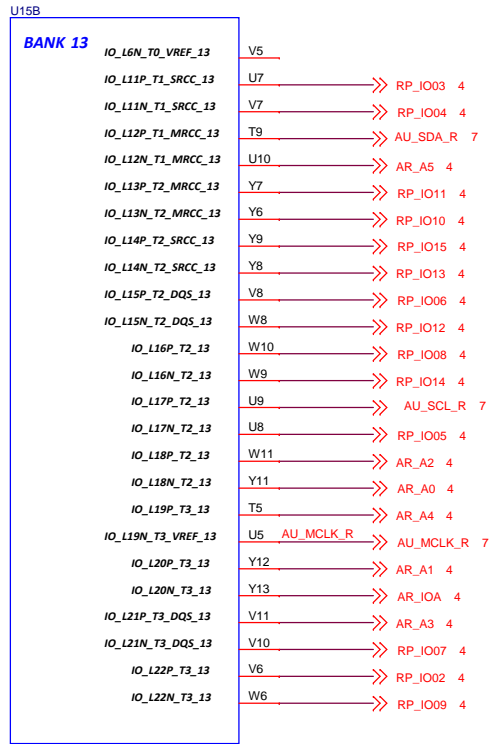 U15B
BANK 13
IO_L6N_T0_VREF_13 V5
IO_L11P_T1_SRCC_13 U7 RP_IO03 4
IO_L11N_T1_SRCC_13 V7 RP_IO04 4
IO_L12P_T1_MRCC_13 T9 AU_SDA_R 7
IO_L12N_T1_MRCC_13 U10 AR_A5 4
IO_L13P_T2_MRCC_13 Y7 RP_IO11 4
IO_L13N_T2_MRCC_13 Y6 RP_IO10 4
IO_L14P_T2_SRCC_13 Y9 RP_IO15 4
IO_L14N_T2_SRCC_13 Y8 RP_IO13 4
IO_L15P_T2_DQS_13 V8 RP_IO06 4
IO_L15N_T2_DQS_13 W8 RP_IO12 4
IO_L16P_T2_13 W10 RP_IO08 4
IO_L16N_T2_13 W9 RP_IO14 4
IO_L17P_T2_13 U9 AU_SCL_R 7
IO_L17N_T2_13 U8 RP_IO05 4
IO_L18P_T2_13 W11 AR_A2 4
IO_L18N_T2_13 Y11 AR_A0 4
IO_L19P_T3_13 T5 AR_A4 4
IO_L19N_T3_VREF_13 U5 AU_MCLK_R AU_MCLK_R 7
IO_L20P_T3_13 Y12 AR_A1 4
IO_L20N_T3_13 Y13 AR_IOA 4
IO_L21P_T3_DQS_13 V11 AR_A3 4
IO_L21N_T3_DQS_13 V10 RP_IO07 4
IO_L22P_T3_13 V6 RP_IO02 4
IO_L22N_T3_13 W6 RP_IO09 4